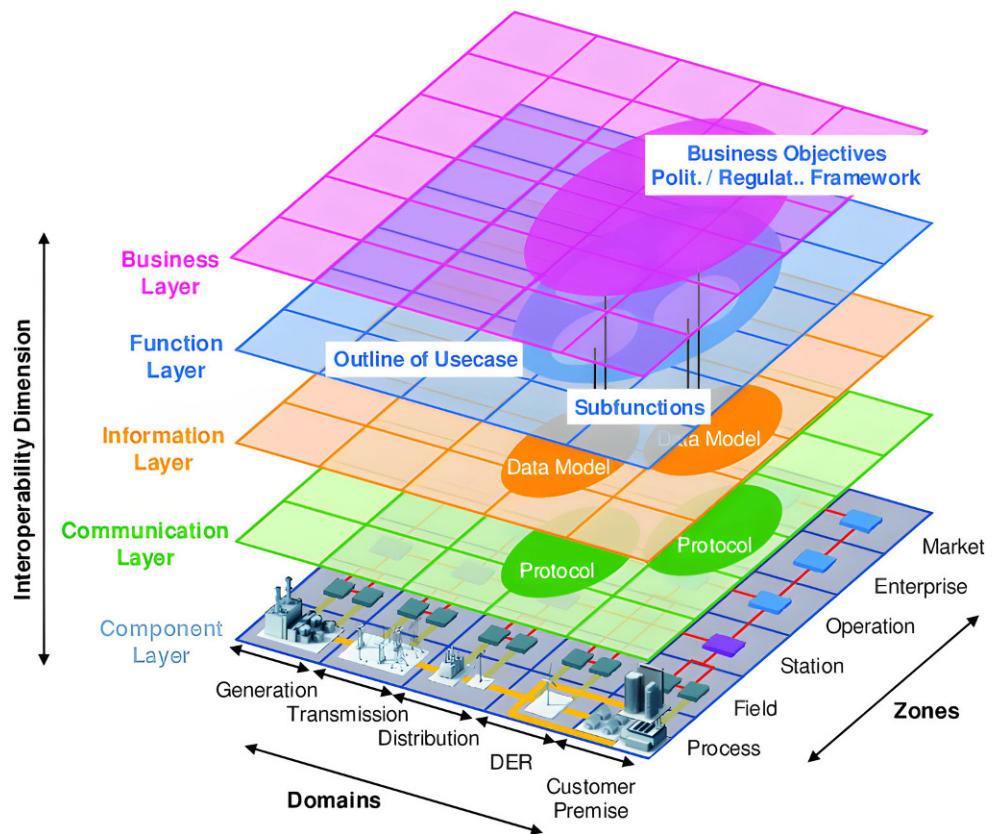 Business Objectives
Polit. / Regulat.. Framework
Interoperability Dimension
Business
Layer
Function
Layer
Outline of Usecase
Subfunctions
Information
Layer
Data Model
Data Model
Communication
Layer
Protocol
Protocol
Component
Layer
Market
Enterprise
Operation
Station
Field
Process
Zones
Generation
Transmission
Distribution
DER
Customer
Premise
Domains